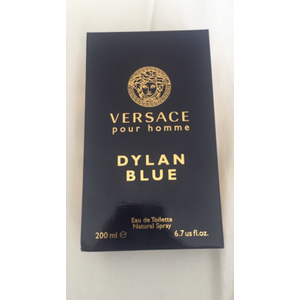 VERSACE
pour homme
DYLAN
BLUE
Eau de Toilette
Natural Spray
200 ml ℮ 6.7 us fl.oz.